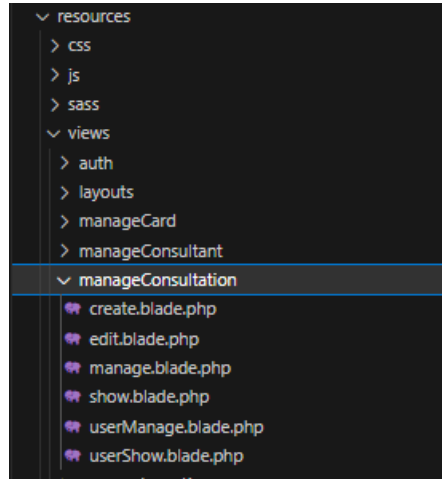 resources
css
js
sass
views
auth
layouts
manageCard
manageConsultant
manageConsultation
create.blade.php
edit.blade.php
manage.blade.php
show.blade.php
userManage.blade.php
userShow.blade.php